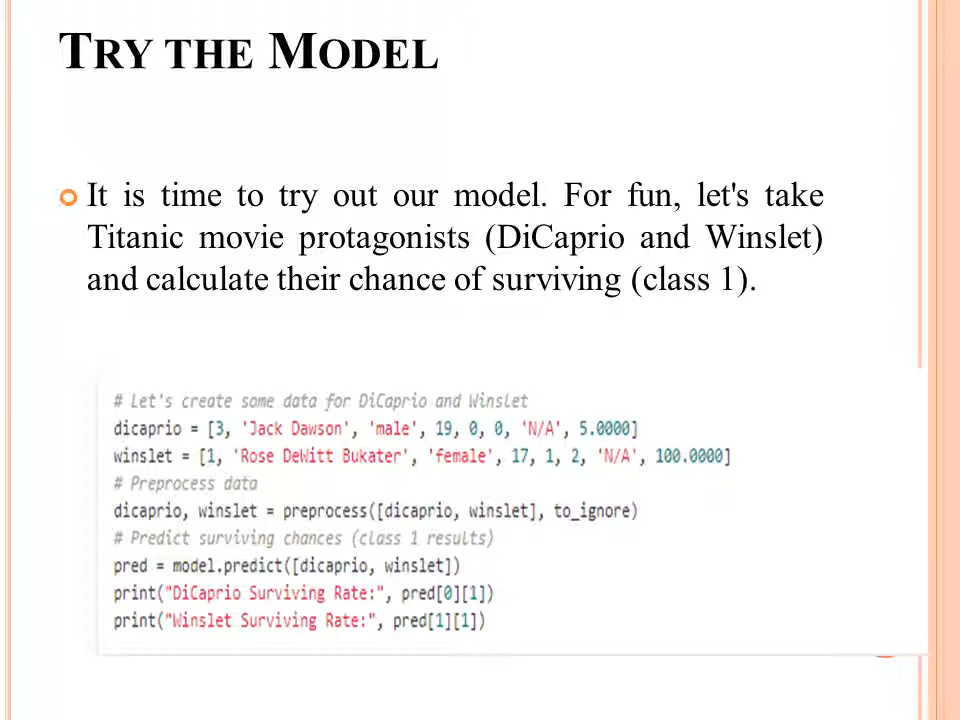 TRY THE MODEL
It is time to try out our model. For fun, let's take
Titanic movie protagonists (DiCaprio and Winslet)
and calculate their chance of surviving (class 1).
# Let's create some data for DiCaprio and Winslet
dicaprio = [3, 'Jack Dawson', 'male', 19, 0, 0, 'N/A', 5.0000]
winslet = [1, 'Rose DeWitt Bukater', 'female', 17, 1, 2, 'N/A', 100.0000]
# Preprocess data
dicaprio, winslet = preprocess([dicaprio, winslet], to_ignore)
# Predict surviving chances (class 1 results)
pred = model.predict([dicaprio, winslet])
print("DiCaprio Surviving Rate:", pred[0][1])
print("Winslet Surviving Rate:", pred[1][1])